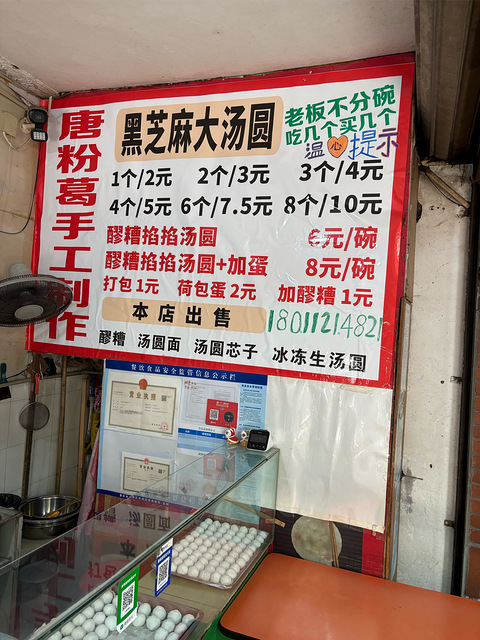 唐粉葛手工制作
黑芝麻大汤圆
老板不分碗
吃几个买几个
温心提示
1个/2元 2个/3元 3个/4元
4个/5元 6个/7.5元 8个/10元
醪糟掐掐汤圆 6元/碗
醪糟掐掐汤圆+加蛋 8元/碗
打包1元 荷包蛋2元 加醪糟1元
本店出售
18011214821
醪糟 汤圆面 汤圆芯子 冰冻生汤圆
餐饮食品安全监管信息公示栏
营业执照